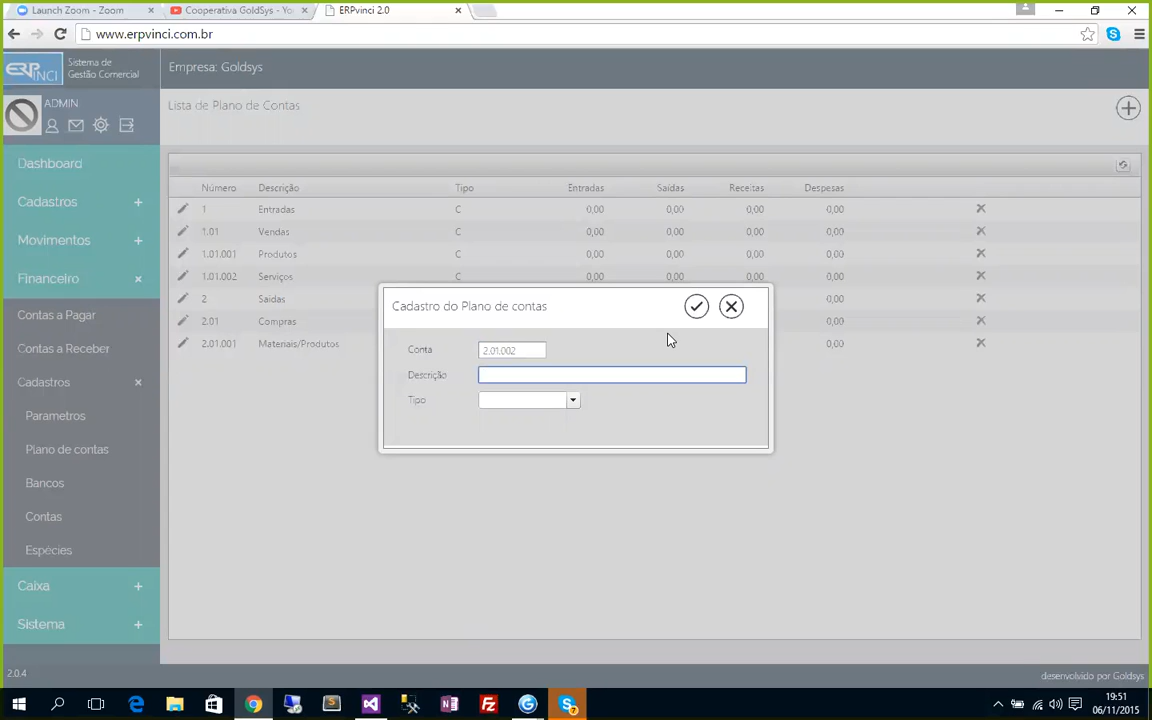 Launch Zoom - Zoom
Cooperativa GoldSys - Yo
ERPvinci 2.0
www.erpvinci.com.br
ERP
INCI
Sistema de
Gestão Comercial
Empresa: Goldsys
ADMIN
Lista de Plano de Contas
Dashboard
Cadastros +
Movimentos +
Financeiro ×
Contas a Pagar
Contas a Receber
Cadastros ×
Parametros
Plano de contas
Bancos
Contas
Espécies
Caixa +
Sistema +
Número Descrição Tipo Entradas Saídas Receitas Despesas
1 Entradas C 0,00 0,00 0,00 0,00
1.01 Vendas C 0,00 0,00 0,00 0,00
1.01.001 Produtos C 0,00 0,00 0,00 0,00
1.01.002 Serviços C 0,00 0,00 0,00 0,00
2 Saidas 0,00
2.01 Compras 0,00
2.01.001 Materiais/Produtos 0,00
Cadastro do Plano de contas
Conta 2.01.002
Descrição
Tipo
2.0.4
desenvolvido por Goldsys
19:51
06/11/2015